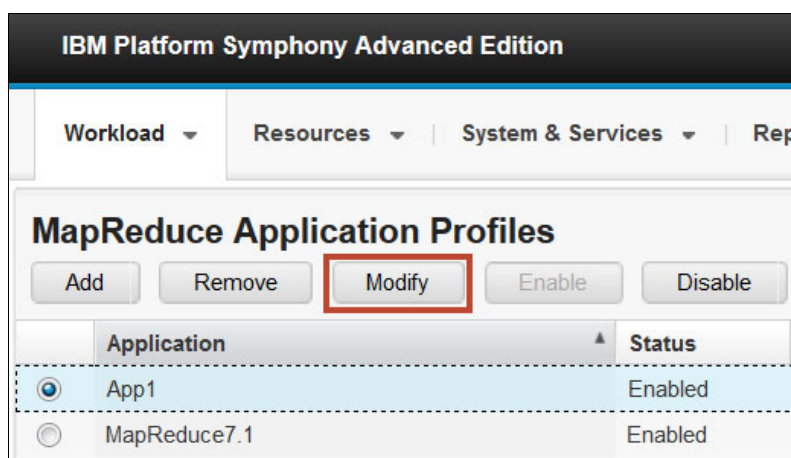 IBM Platform Symphony Advanced Edition
Workload Resources System & Services Rep
MapReduce Application Profiles
Add Remove Modify Enable Disable
Application Status
App1 Enabled
MapReduce7.1 Enabled